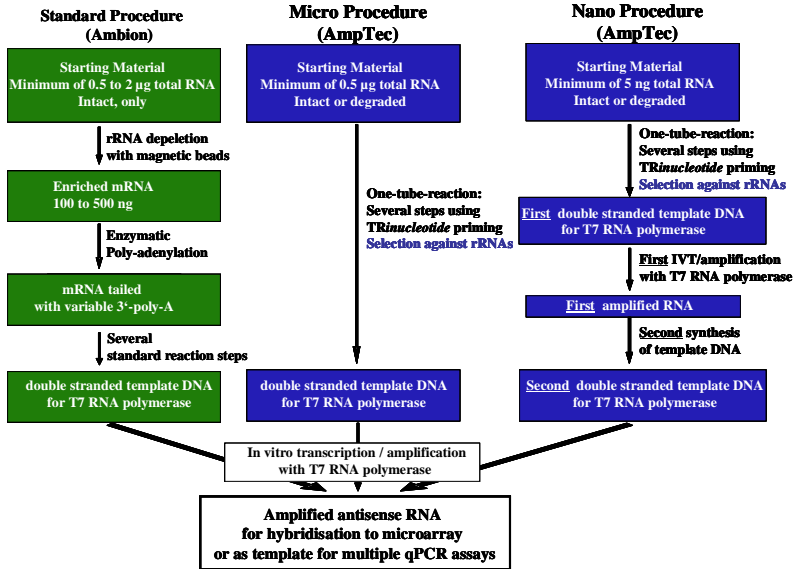 Standard Procedure
(Ambion)
Starting Material
Minimum of 0.5 to 2 µg total RNA
Intact, only
rRNA depeletion
with magnetic beads
Enriched mRNA
100 to 500 ng
Enzymatic
Poly-adenylation
mRNA tailed
with variable 3‘-poly-A
Several
standard reaction steps
double stranded template DNA
for T7 RNA polymerase
Micro Procedure
(AmpTec)
Starting Material
Minimum of 0.5 µg total RNA
Intact or degraded
One-tube-reaction:
Several steps using
TRinucleotide priming
Selection against rRNAs
double stranded template DNA
for T7 RNA polymerase
Nano Procedure
(AmpTec)
Starting Material
Minimum of 5 ng total RNA
Intact or degraded
One-tube-reaction:
Several steps using
TRinucleotide priming
Selection against rRNAs
First double stranded template DNA
for T7 RNA polymerase
First IVT/amplification
with T7 RNA polymerase
First amplified RNA
Second synthesis
of template DNA
Second double stranded template DNA
for T7 RNA polymerase
In vitro transcription / amplification
with T7 RNA polymerase
Amplified antisense RNA
for hybridisation to microarray
or as template for multiple qPCR assays